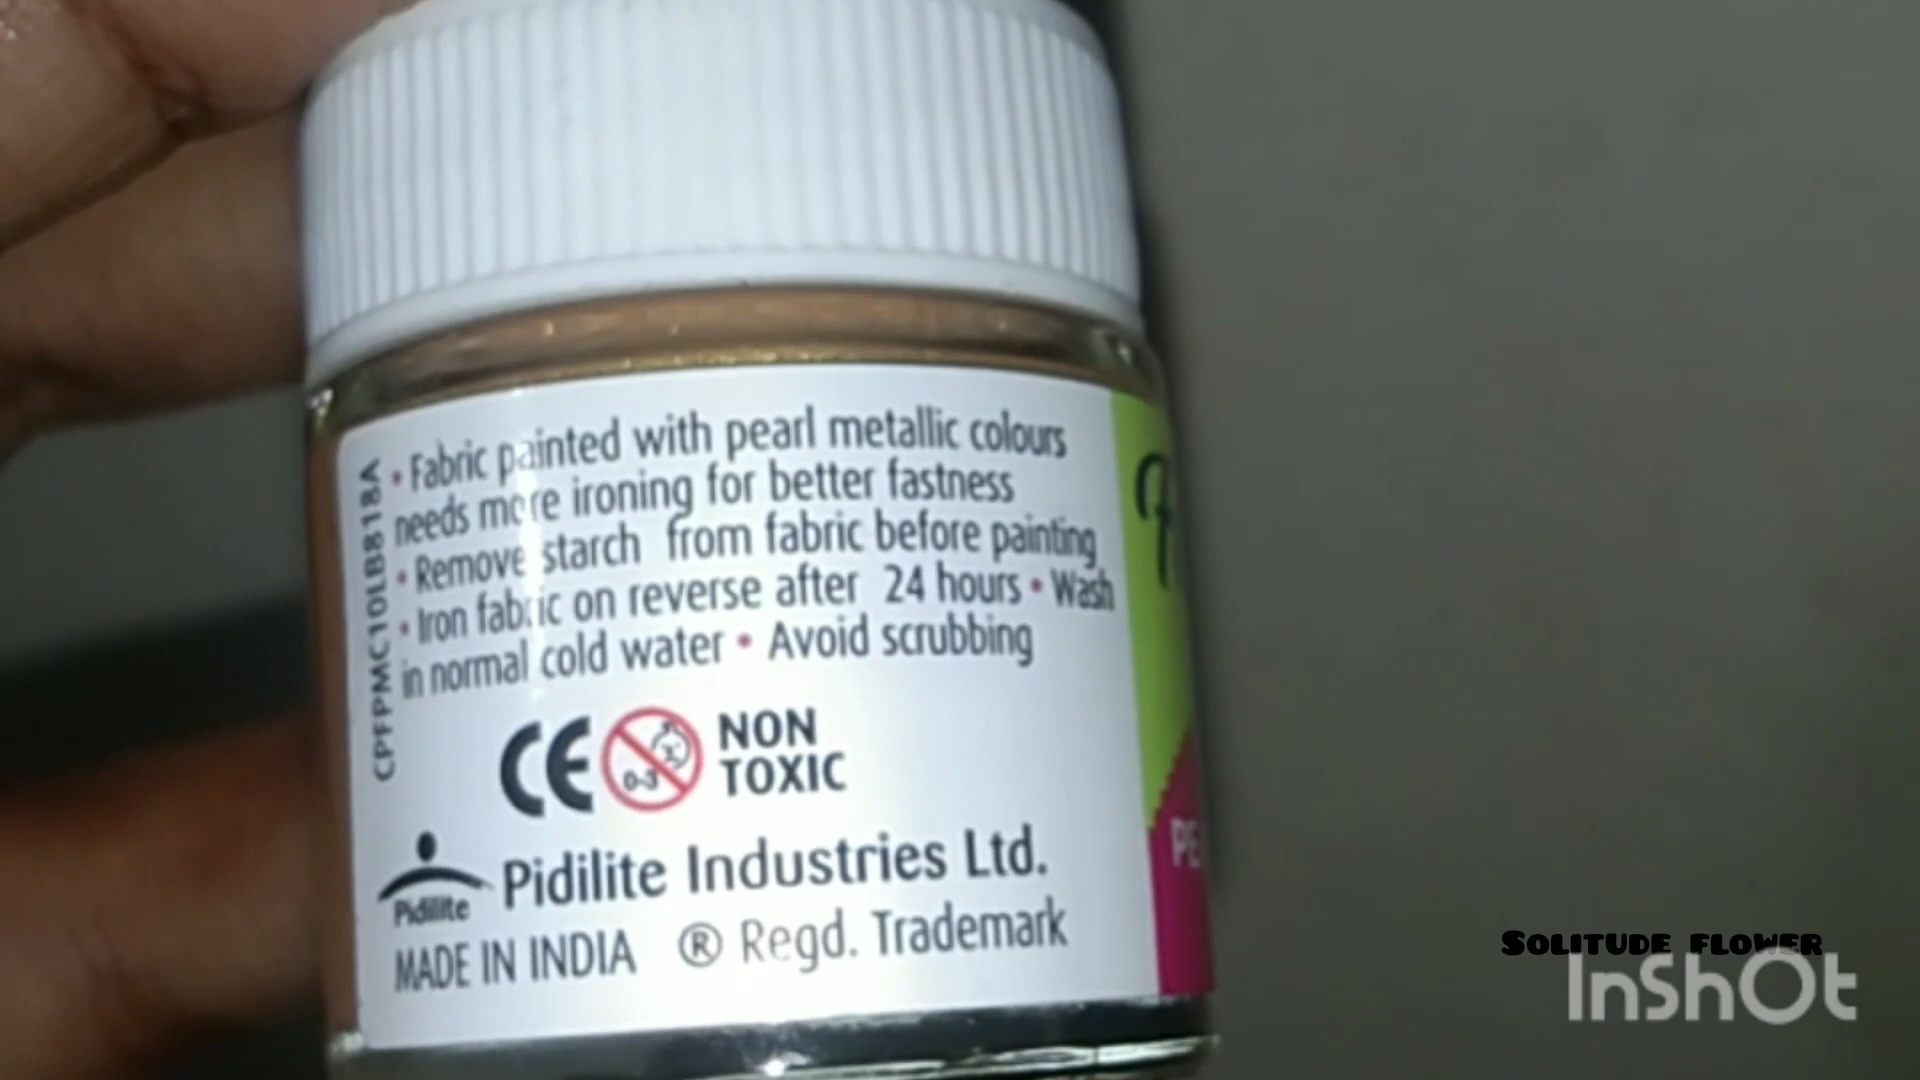 • Fabric painted with pearl metallic colours
needs more ironing for better fastness
• Remove starch from fabric before painting
• Iron fabric on reverse after 24 hours • Wash
in normal cold water • Avoid scrubbing
CPFPMC10LB818A
CE 0-3 NON
TOXIC
Pidilite
Pidilite Industries Ltd.
MADE IN INDIA ® Regd. Trademark
PE
SOLITUDE FLOWER
InShOt